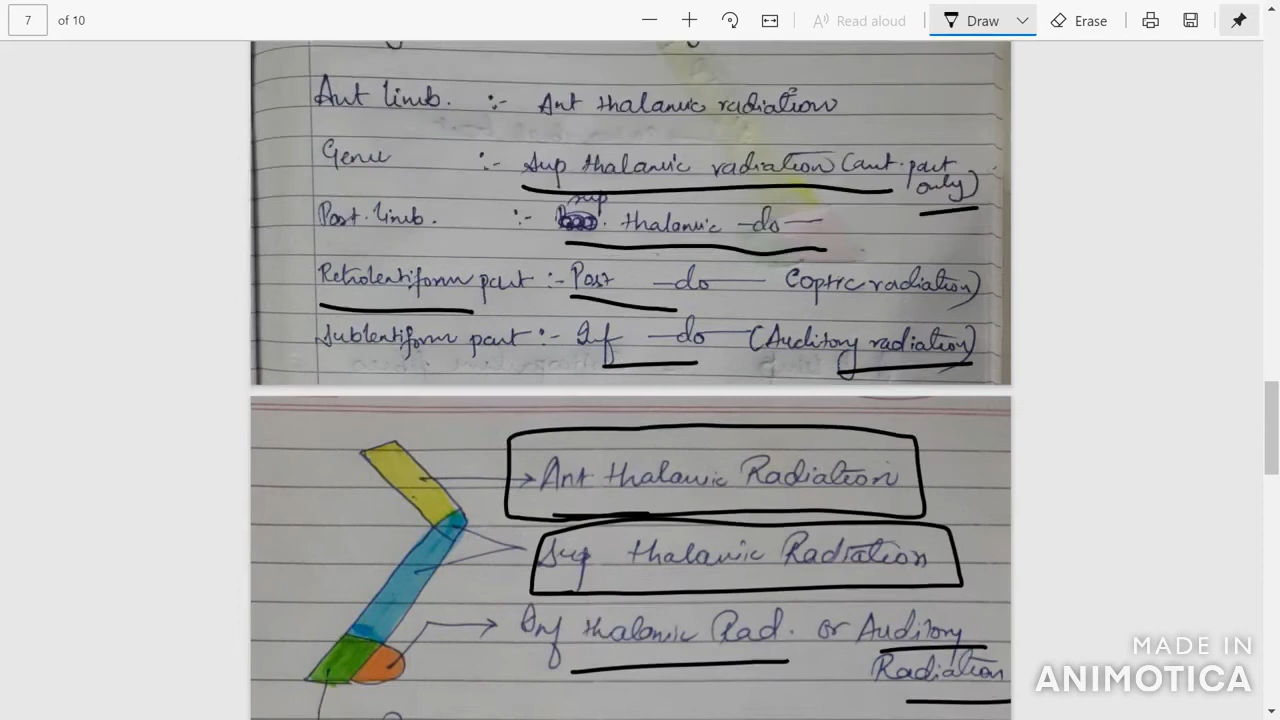 7 of 10
Read aloud
Draw
Erase
Ant limb. :- Ant thalamic radiation
Genu :- Sup thalamic radiation (ant. part only)
Post. limb. :- sup thalamic -do-
Retrolentiform part :- Post -do- (optic radiation)
Sublentiform part :- Inf -do- (Auditory radiation)
Ant thalamic Radiation
Sup thalamic Radiation
Inf thalamic Rad. or Auditory
Radiation
MADE IN
ANIMOTICA